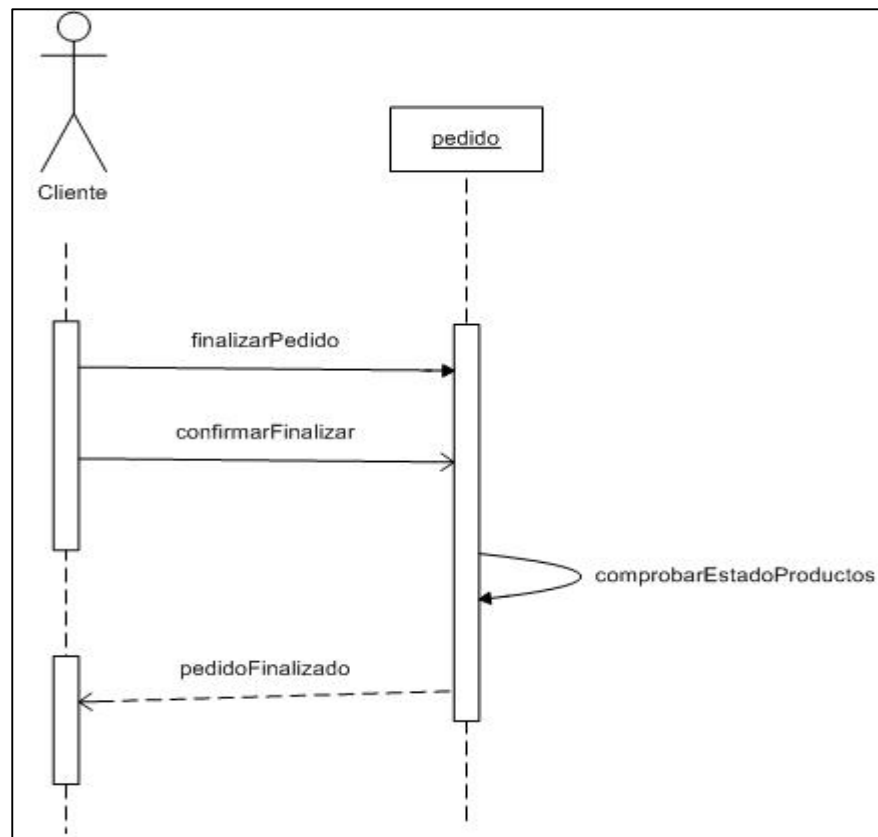 pedido
Cliente
finalizarPedido
confirmarFinalizar
comprobarEstadoProductos
pedidoFinalizado